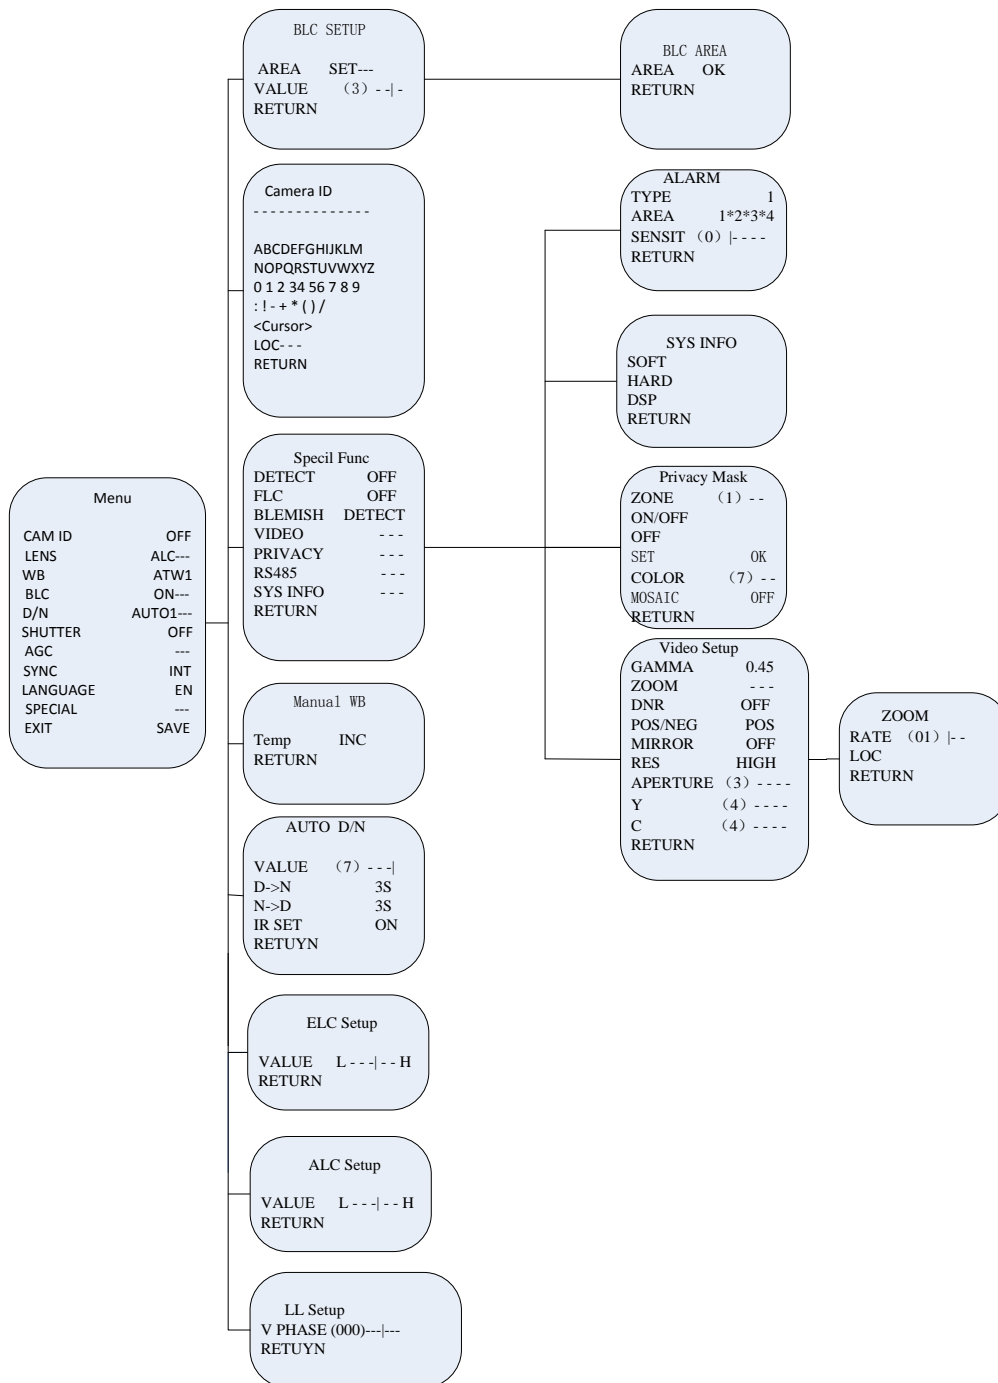 Menu
CAM ID OFF
LENS ALC---
WB ATW1
BLC ON---
D/N AUTO1---
SHUTTER OFF
AGC ---
SYNC INT
LANGUAGE EN
SPECIAL ---
EXIT SAVE
BLC SETUP
AREA SET---
VALUE （3）- -| -
RETURN
Camera ID
- - - - - - - - - - - - - -
ABCDEFGHIJKLM
NOPQRSTUVWXYZ
0 1 2 34 56 7 8 9
: ! - + * ( ) /
<Cursor>
LOC- - -
RETURN
Specil Func
DETECT OFF
FLC OFF
BLEMISH DETECT
VIDEO - - -
PRIVACY - - -
RS485 - - -
SYS INFO - - -
RETURN
Manual WB
Temp INC
RETURN
AUTO D/N
VALUE （7）- - -|
D->N 3S
N->D 3S
IR SET ON
RETUYN
ELC Setup
VALUE L - - -| - - H
RETURN
ALC Setup
VALUE L - - -| - - H
RETURN
LL Setup
V PHASE (000)---|---
RETUYN
BLC AREA
AREA OK
RETURN
ALARM
TYPE 1
AREA 1*2*3*4
SENSIT （0）|- - - -
RETURN
SYS INFO
SOFT
HARD
DSP
RETURN
Privacy Mask
ZONE （1）- -
ON/OFF
OFF
SET OK
COLOR （7）- -
MOSAIC OFF
RETURN
Video Setup
GAMMA 0.45
ZOOM - - -
DNR OFF
POS/NEG POS
MIRROR OFF
RES HIGH
APERTURE （3）- - - -
Y （4）- - - -
C （4）- - - -
RETURN
ZOOM
RATE （01）|- -
LOC
RETURN